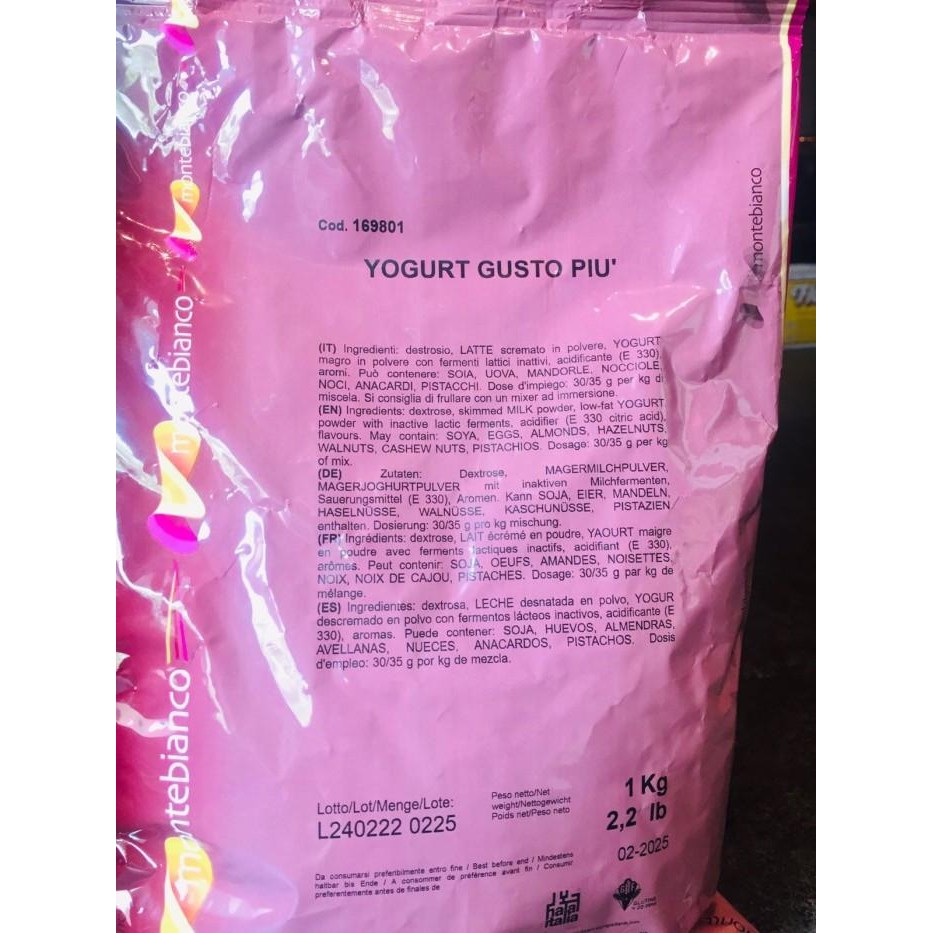 montebianco
montebianco
Cod. 169801
YOGURT GUSTO PIU'
(IT) Ingredienti: destrosio, LATTE scremato in polvere, YOGURT
magro in polvere con fermenti lattici inattivi, acidificante (E 330),
aromi. Può contenere: SOIA, UOVA, MANDORLE, NOCCIOLE,
NOCI, ANACARDI, PISTACCHI. Dose d'impiego: 30/35 g per kg di
miscela. Si consiglia di frullare con un mixer ad immersione.
(EN) Ingredients: dextrose, skimmed MILK powder, low-fat YOGURT
powder with inactive lactic ferments, acidifier (E 330 citric acid),
flavours. May contain: SOYA, EGGS, ALMONDS, HAZELNUTS,
WALNUTS, CASHEW NUTS, PISTACHIOS. Dosage: 30/35 g per kg
of mix.
(DE) Zutaten: Dextrose, MAGERMILCHPULVER,
MAGERJOGHURTPULVER mit inaktiven Milchfermenten,
Sauerungsmittel (E 330), Aromen. Kann SOJA, EIER, MANDELN,
HASELNÜSSE, WALNÜSSE, KASCHUNÜSSE, PISTAZIEN
enthalten. Dosierung: 30/35 g pro kg mischung.
(FR) Ingrédients: dextrose, LAIT écrémé en poudre, YAOURT maigre
en poudre avec ferments lactiques inactifs, acidifiant (E 330),
arômes. Peut contenir: SOJA, OEUFS, AMANDES, NOISETTES,
NOIX, NOIX DE CAJOU, PISTACHES. Dosage: 30/35 g par kg de
mélange.
(ES) Ingredientes: dextrosa, LECHE desnatada en polvo, YOGUR
descremado en polvo con fermentos lácteos inactivos, acidificante (E
330), aromas. Puede contener: SOJA, HUEVOS, ALMENDRAS,
AVELLANAS, NUECES, ANACARDOS, PISTACHOS. Dosis
d'empleo: 30/35 g por kg de mezcla.
montebianco
montebianco
montebianco
Lotto/Lot/Menge/Lote:
L240222 0225
Peso netto/Net
weight/Nettogewicht
Poids net/Peso neto
1 Kg
2,2 lb
02-2025
Da consumarsi preferibilmente entro fine / Best before end / Mindestens
haltbar bis Ende / A consommer de préférence avant fin / Consumir
preferentemente antes de finales de
halal
italia
GLUTINE